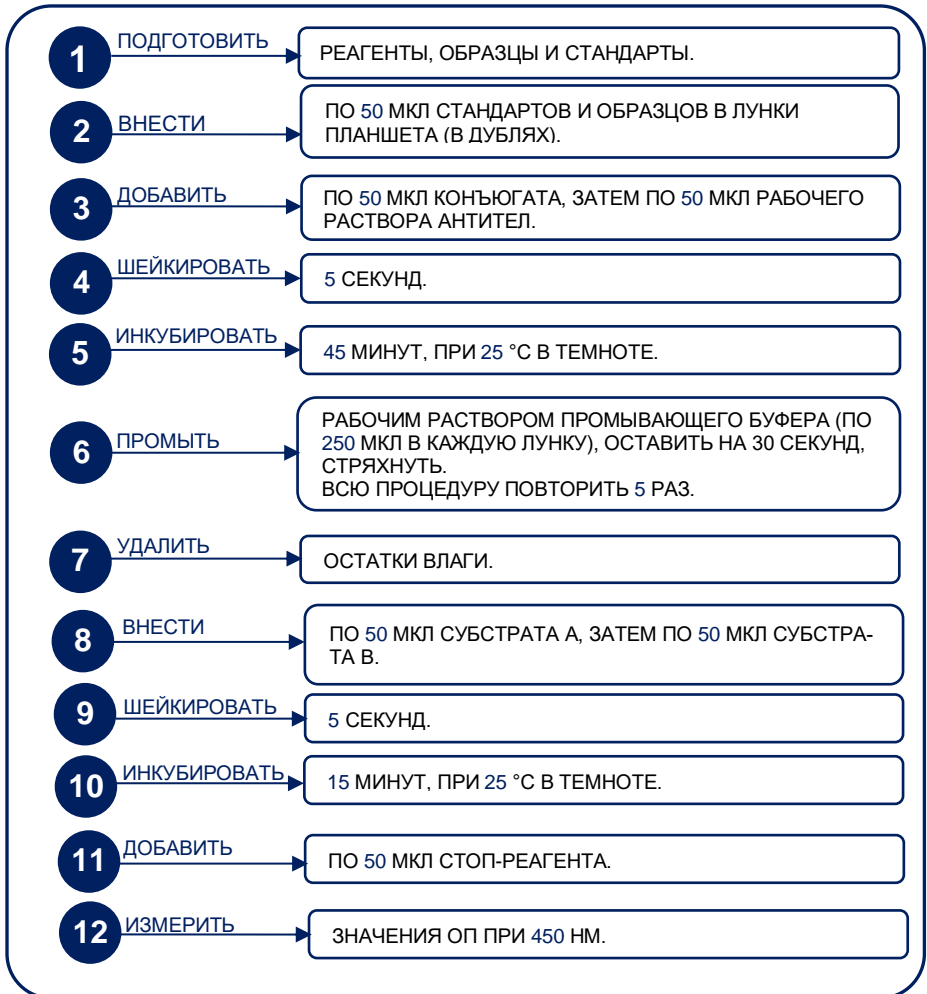 1 ПОДГОТОВИТЬ РЕАГЕНТЫ, ОБРАЗЦЫ И СТАНДАРТЫ.
2 ВНЕСТИ ПО 50 МКЛ СТАНДАРТОВ И ОБРАЗЦОВ В ЛУНКИ
ПЛАНШЕТА (В ДУБЛЯХ).
3 ДОБАВИТЬ ПО 50 МКЛ КОНЪЮГАТА, ЗАТЕМ ПО 50 МКЛ РАБОЧЕГО
РАСТВОРА АНТИТЕЛ.
4 ШЕЙКИРОВАТЬ 5 СЕКУНД.
5 ИНКУБИРОВАТЬ 45 МИНУТ, ПРИ 25 °С В ТЕМНОТЕ.
6 ПРОМЫТЬ РАБОЧИМ РАСТВОРОМ ПРОМЫВАЮЩЕГО БУФЕРА (ПО
250 МКЛ В КАЖДУЮ ЛУНКУ), ОСТАВИТЬ НА 30 СЕКУНД,
СТРЯХНУТЬ.
ВСЮ ПРОЦЕДУРУ ПОВТОРИТЬ 5 РАЗ.
7 УДАЛИТЬ ОСТАТКИ ВЛАГИ.
8 ВНЕСТИ ПО 50 МКЛ СУБСТРАТА А, ЗАТЕМ ПО 50 МКЛ СУБСТРА-
ТА В.
9 ШЕЙКИРОВАТЬ 5 СЕКУНД.
10 ИНКУБИРОВАТЬ 15 МИНУТ, ПРИ 25 °С В ТЕМНОТЕ.
11 ДОБАВИТЬ ПО 50 МКЛ СТОП-РЕАГЕНТА.
12 ИЗМЕРИТЬ ЗНАЧЕНИЯ ОП ПРИ 450 НМ.